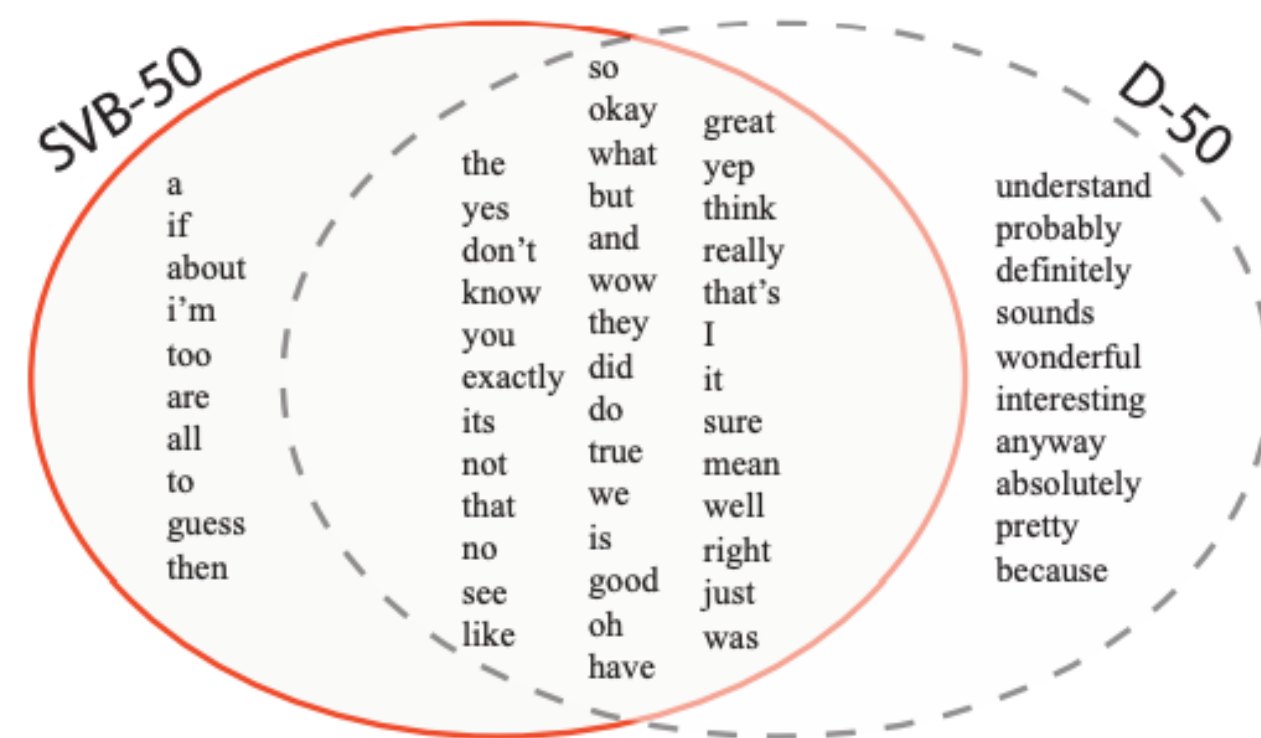 SVB-50
D-50
a
if
about
i'm
too
are
all
to
guess
then
the
yes
don't
know
you
exactly
its
not
that
no
see
like
so
okay
what
but
and
wow
they
did
do
true
we
is
good
oh
have
great
yep
think
really
that's
I
it
sure
mean
well
right
just
was
understand
probably
definitely
sounds
wonderful
interesting
anyway
absolutely
pretty
because